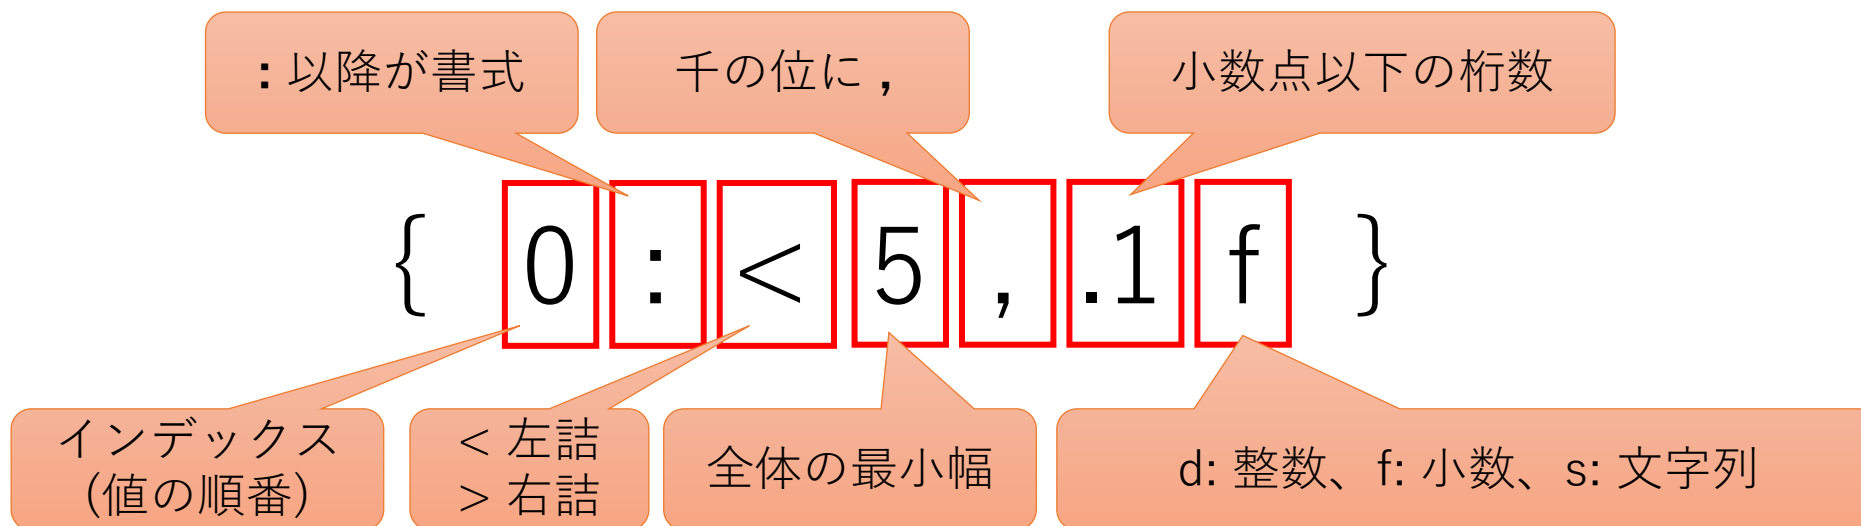 : 以降が書式
千の位に ,
小数点以下の桁数
{ 0 : < 5 , .1 f }
インデックス
(値の順番)
< 左詰
> 右詰
全体の最小幅
d: 整数、f: 小数、s: 文字列